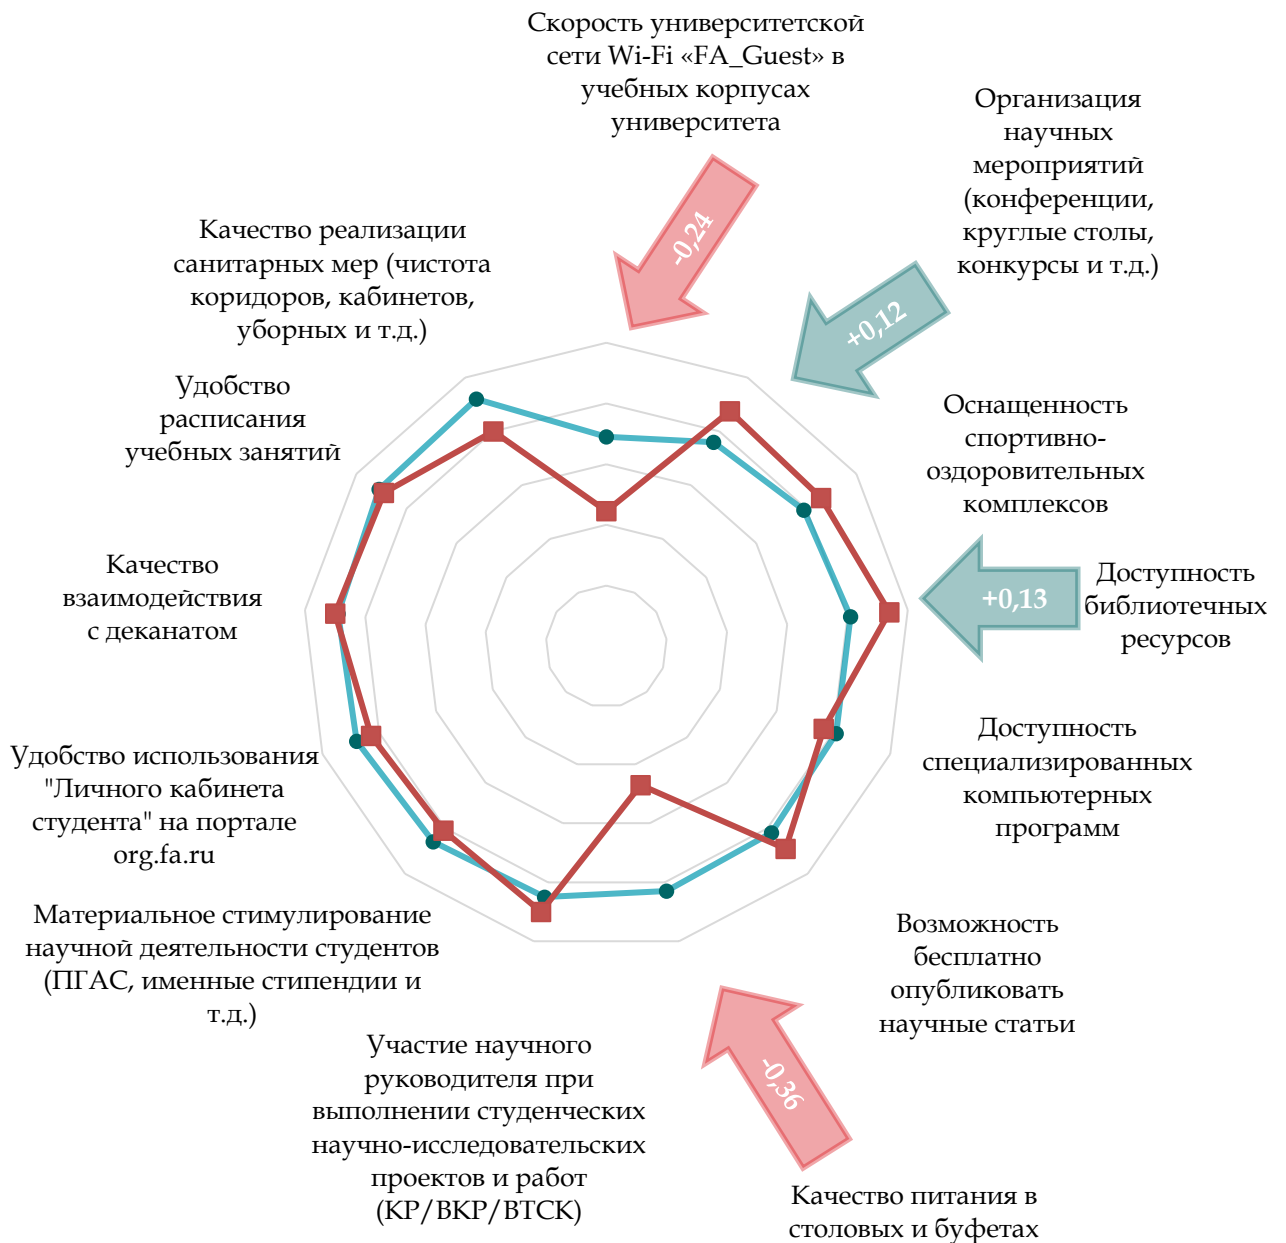 Скорость университетской
сети Wi-Fi «FA_Guest» в
учебных корпусах
университета
-0,24
Организация
научных
мероприятий
(конференции,
круглые столы,
конкурсы и т.д.)
+0,12
Оснащенность
спортивно-
оздоровительных
комплексов
+0,13
Доступность
библиотечных
ресурсов
Доступность
специализированных
компьютерных
программ
Возможность
бесплатно
опубликовать
научные статьи
-0,36
Качество питания в
столовых и буфетах
Участие научного
руководителя при
выполнении студенческих
научно-исследовательских
проектов и работ
(КР/ВКР/ВТСК)
Материальное стимулирование
научной деятельности студентов
(ПГАС, именные стипендии и
т.д.)
Удобство использования
"Личного кабинета
студента" на портале
org.fa.ru
Качество
взаимодействия
с деканатом
Удобство
расписания
учебных занятий
Качество реализации
санитарных мер (чистота
коридоров, кабинетов,
уборных и т.д.)